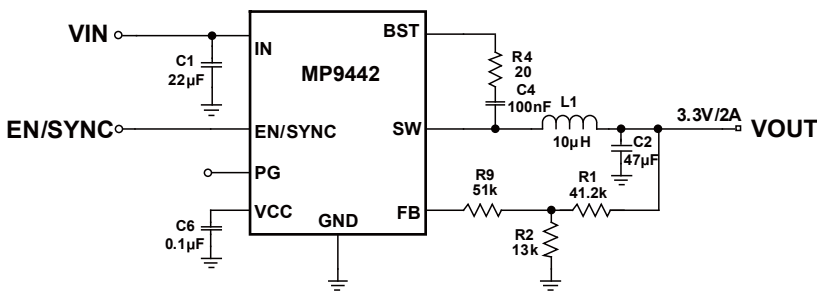 VIN
C1
22µF
IN
BST
MP9442
R4
20
C4
100nF
EN/SYNC
EN/SYNC
SW
L1
10µH
3.3V/2A
VOUT
C2
47µF
PG
VCC
C6
0.1µF
GND
FB
R9
51k
R1
41.2k
R2
13k